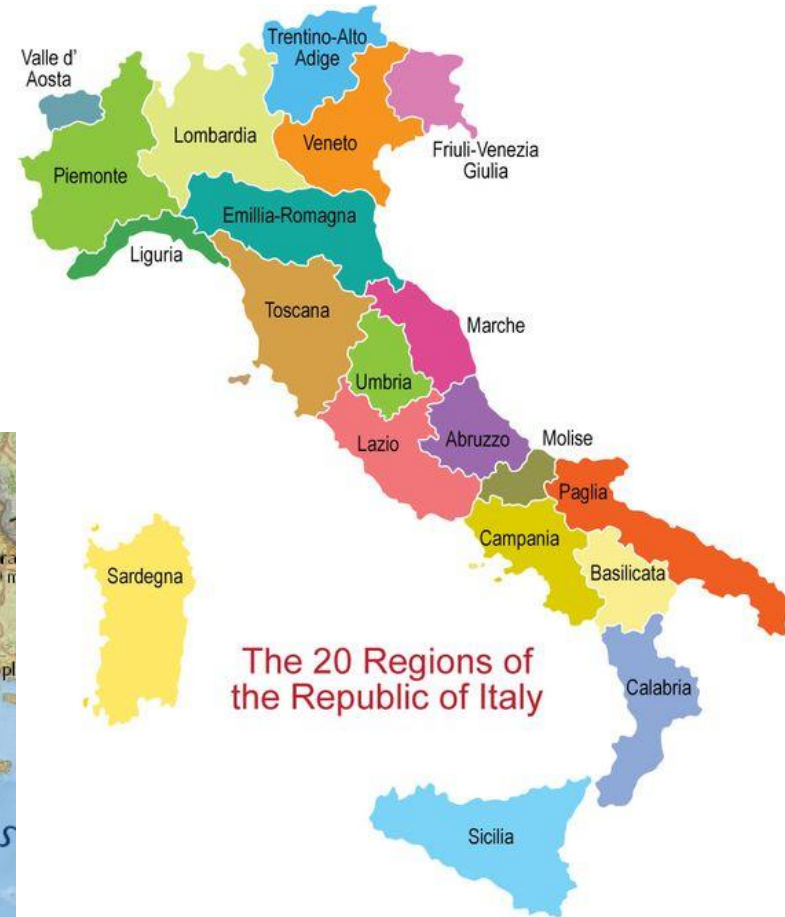 Trentino-Alto
Adige
Valle d'
Aosta
Lombardia
Veneto
Friuli-Venezia
Giulia
Piemonte
Emillia-Romagna
Liguria
Toscana
Marche
Umbria
Lazio
Abruzzo
Molise
Paglia
Campania
Basilicata
Sardegna
The 20 Regions of
the Republic of Italy
Calabria
Sicilia